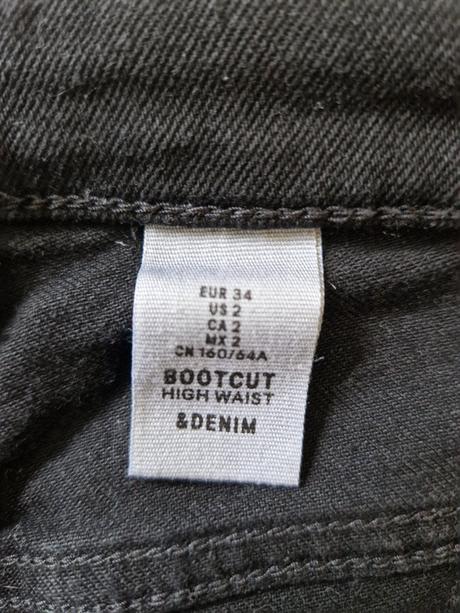 EUR 34
US 2
CA 2
MX 2
CN 160/64A
BOOTCUT
HIGH WAIST
&DENIM